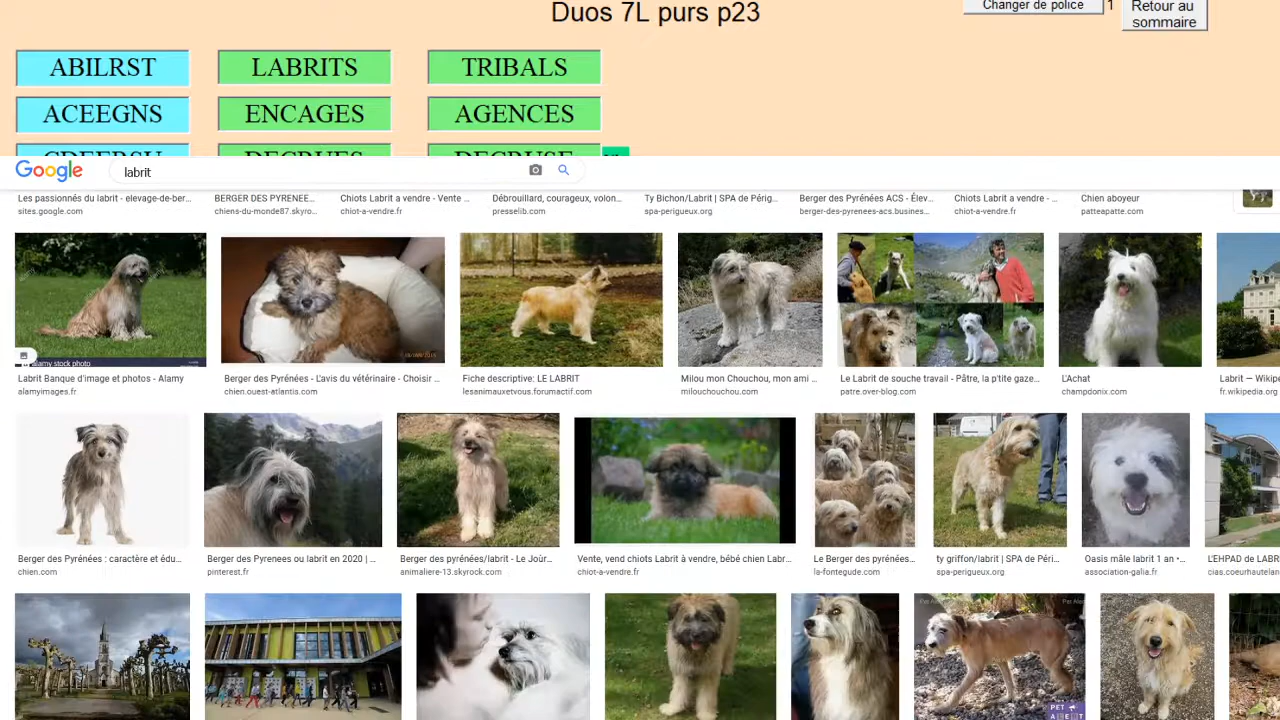 Duos 7L purs p23
Changer de police
1
Retour au
sommaire
ABILRST LABRITS TRIBALS
ACEEGNS ENCAGES AGENCES
Google labrit
Les passionnés du labrit - elevage-de-ber... BERGER DES PYRENEE... Chiots Labrit a vendre - Vente ... Débrouillard, courageux, volon... Ty Bichon/Labrit | SPA de Périg... Berger des Pyrénées ACS - Élev... Chiots Labrit a vendre - ... Chien aboyeur
sites.google.com chiens-du-monde87.skyro... chiot-a-vendre.fr presselib.com spa-perigueux.org berger-des-pyrenees-acs.busines... chiot-a-vendre.fr patteapatte.com
alamy stock photo
Labrit Banque d'image et photos - Alamy Berger des Pyrénées - L'avis du vétérinaire - Choisir ... Fiche descriptive: LE LABRIT Milou mon Chouchou, mon ami ... Le Labrit de souche travail - Pâtre, la p'tite gaze... L'Achat Labrit — Wikipe
alamyimages.fr chien.ouest-atlantis.com lesanimauxetvous.forumactif.com milouchouchou.com patre.over-blog.com champdonix.com fr.wikipedia.org
Berger des Pyrénées : caractère et édu... Berger des Pyrenees ou labrit en 2020 | ... Berger des pyrénées/labrit - Le Joùr... Vente, vend chiots Labrit à vendre, bébé chien Labr... Le Berger des pyrénées... ty griffon/labrit | SPA de Péri... Oasis mâle labrit 1 an •... L'EHPAD de LABR
chien.com pinterest.fr animaliere-13.skyrock.com chiot-a-vendre.fr la-fontegude.com spa-perigueux.org association-galia.fr cias.coeurhautelan
PET
ALERT